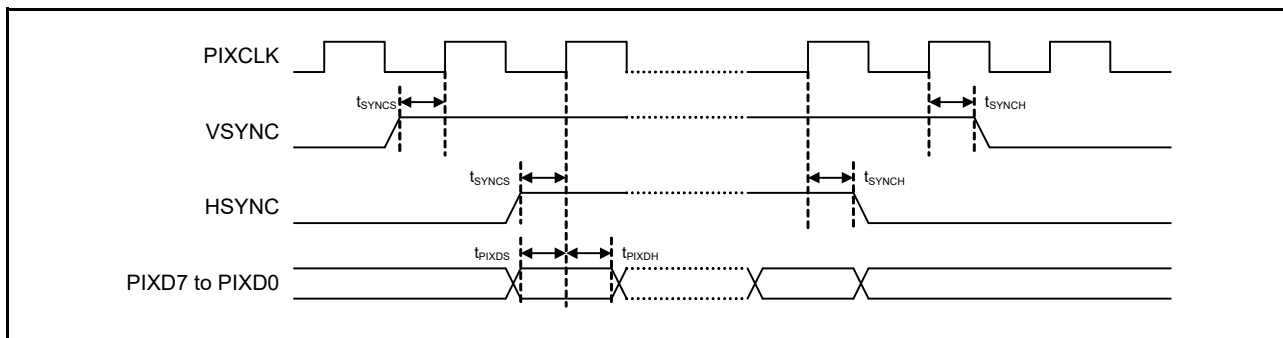 PIXCLK
tSYNCS
tSYNCH
VSYNC
tSYNCS
tSYNCH
HSYNC
tPIXDS
tPIXDH
PIXD7 to PIXD0